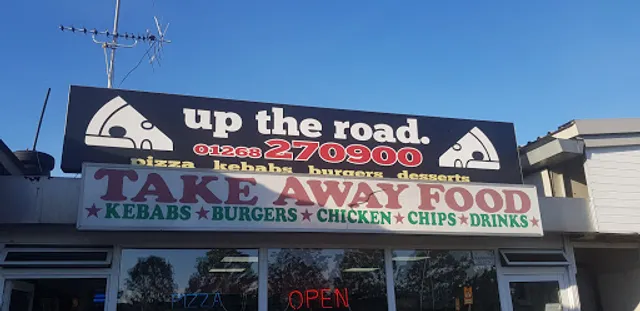 up the road.
01268 270900
pizza kebabs burgers desserts
TAKE AWAY FOOD
★KEBABS★BURGERS★CHICKEN★CHIPS★DRINKS★
PIZZA OPEN